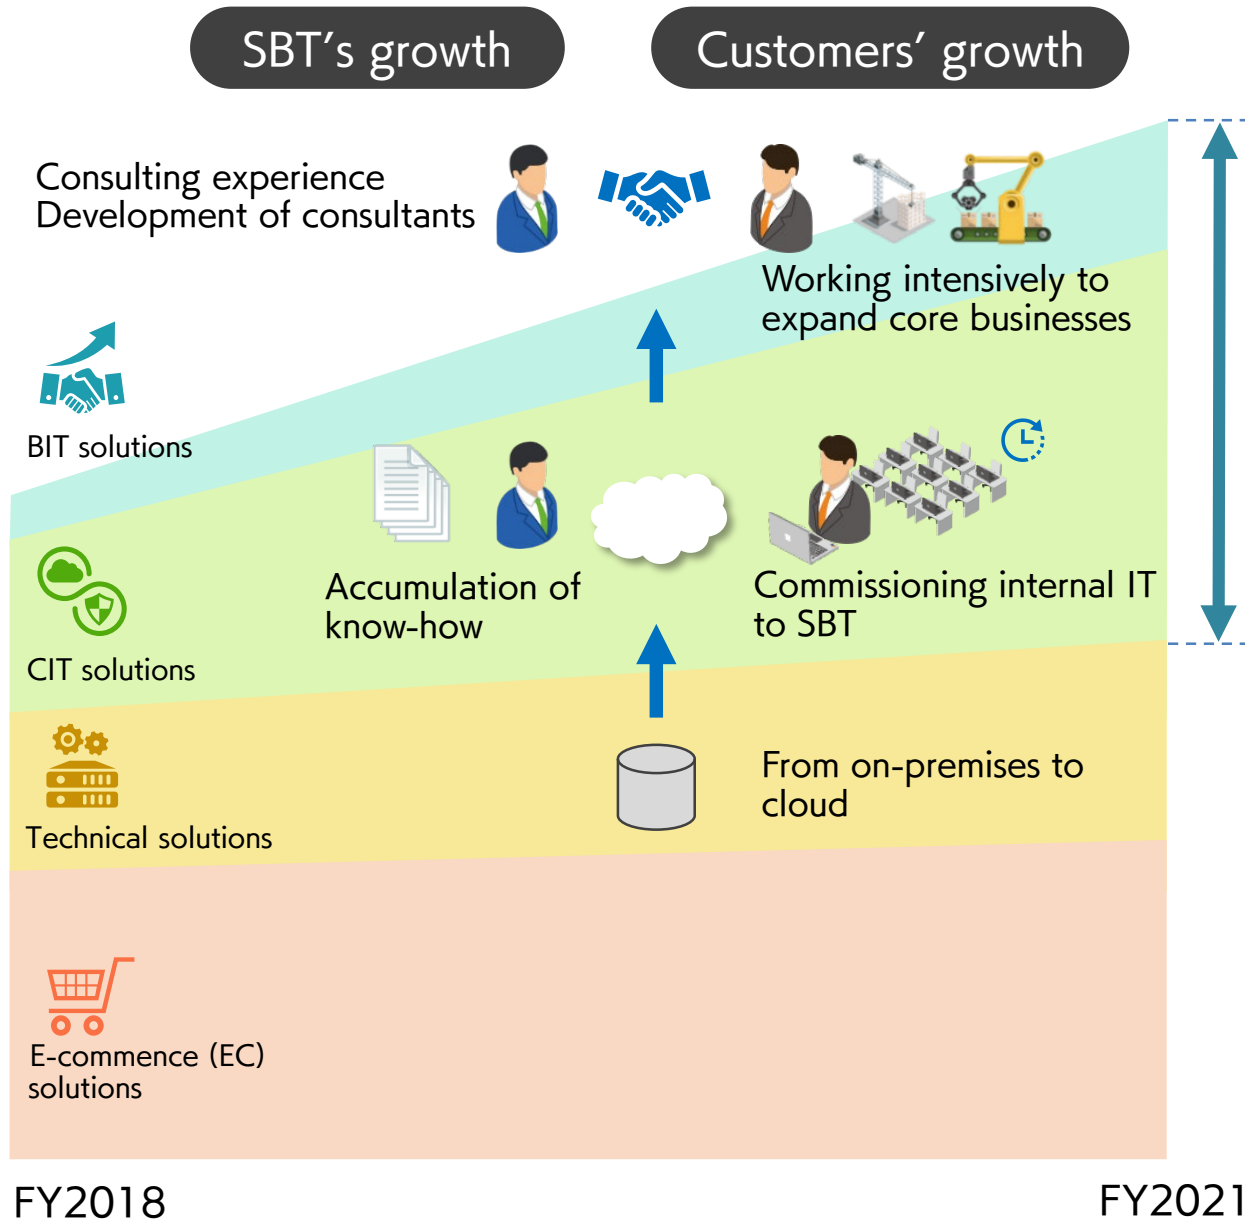 SBT's growth
Customers' growth
Consulting experience
Development of consultants
Working intensively to
expand core businesses
BIT solutions
Accumulation of
know-how
Commissioning internal IT
to SBT
CIT solutions
From on-premises to
cloud
Technical solutions
E-commence (EC)
solutions
FY2018
FY2021